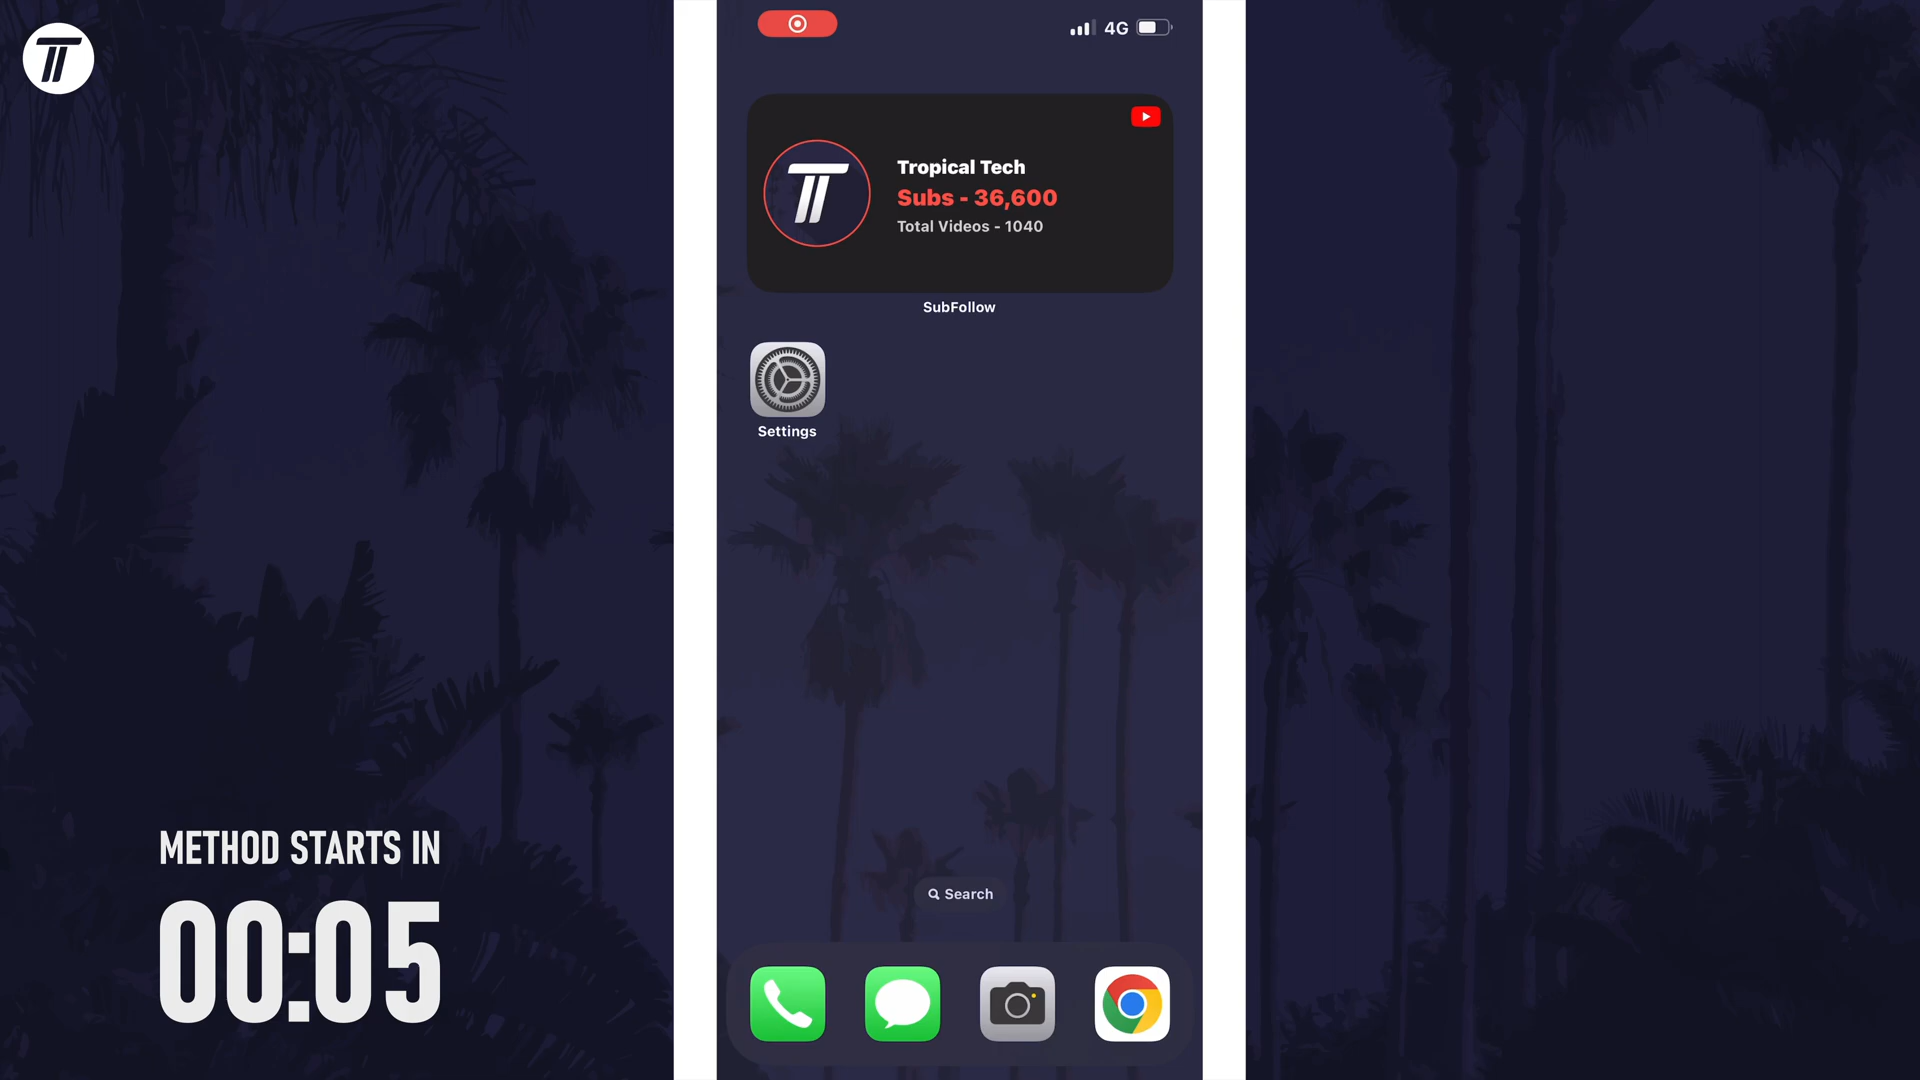 4G
Tropical Tech
Subs - 36,600
Total Videos - 1040
SubFollow
Settings
METHOD STARTS IN
00:05
Search